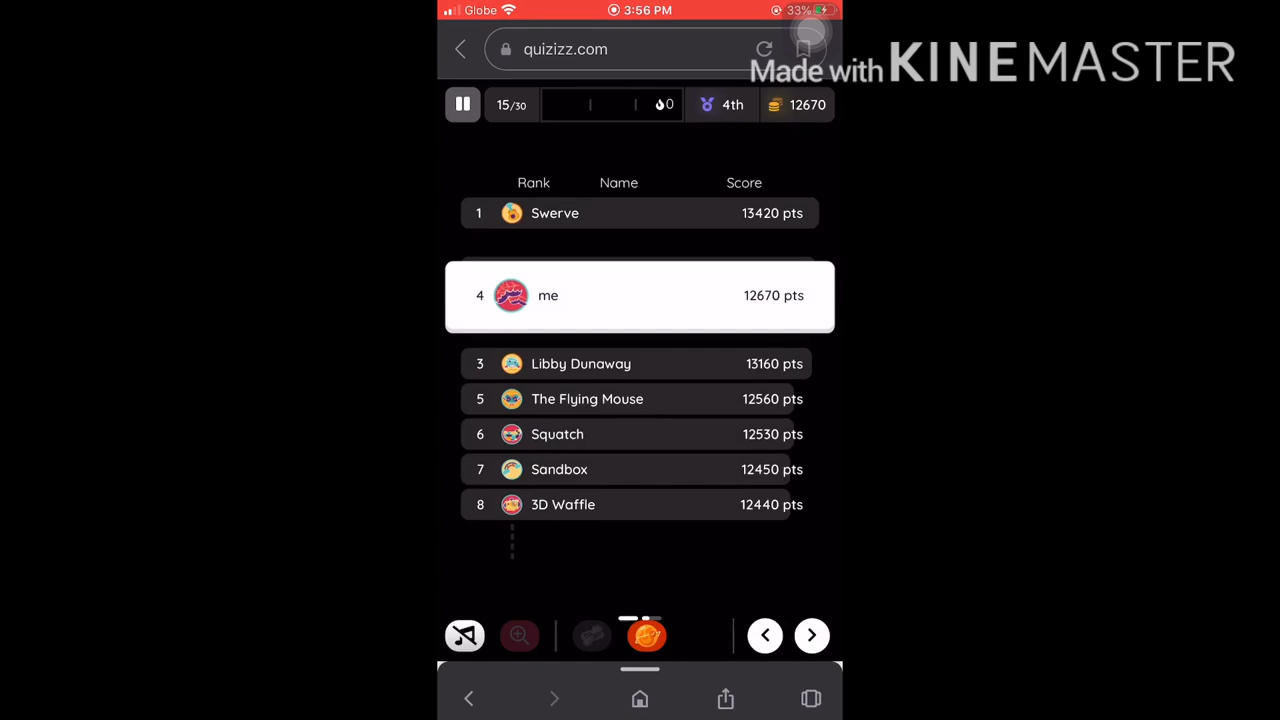 Globe 3:56 PM 33%
quizizz.com
Made with KINEMASTER
15/30 0 4th 12670
Rank Name Score
1 Swerve 13420 pts
4 me 12670 pts
3 Libby Dunaway 13160 pts
5 The Flying Mouse 12560 pts
6 Squatch 12530 pts
7 Sandbox 12450 pts
8 3D Waffle 12440 pts